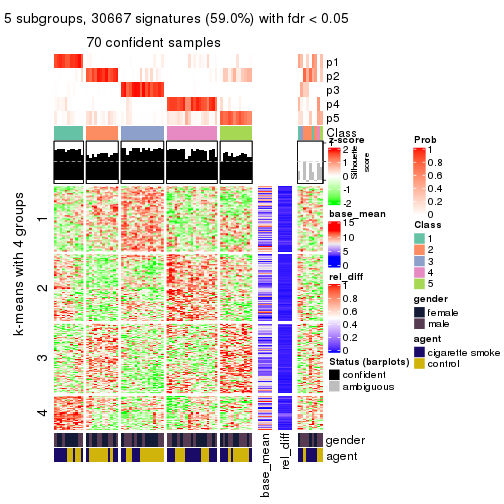 5 subgroups, 30667 signatures (59.0%) with fdr < 0.05
70 confident samples
p1
p2
p3
p4
p5
Class
1
Silhouette score
k-means with 4 groups
1
2
3
4
gender
agent
base_mean
rel_diff
z-score
2
1
0
-1
-2
base_mean
15
10
5
0
rel_diff
1
0.8
0.6
0.4
0.2
0
Status (barplots)
confident
ambiguous
Prob
1
0.8
0.6
0.4
0.2
0
Class
1
2
3
4
5
gender
female
male
agent
cigarette smoke
control